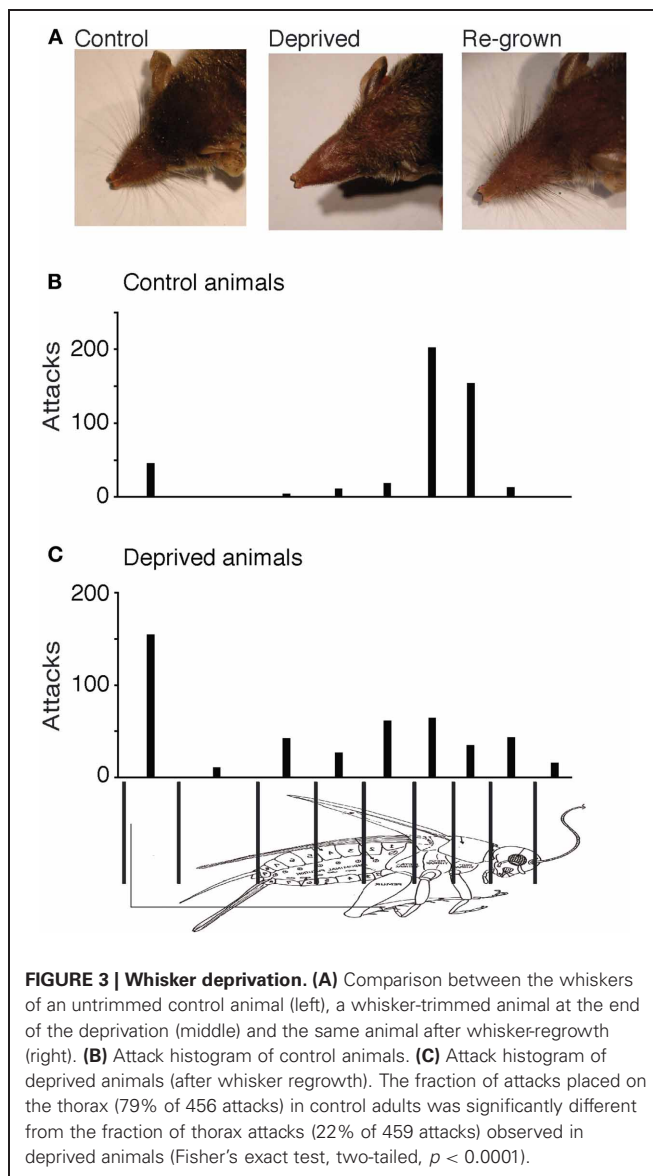 A Control Deprived Re-grown
B Control animals
Attacks
200
100
0
C Deprived animals
Attacks
200
100
0
FIGURE 3 | Whisker deprivation. (A) Comparison between the whiskers
of an untrimmed control animal (left), a whisker-trimmed animal at the end
of the deprivation (middle) and the same animal after whisker-regrowth
(right). (B) Attack histogram of control animals. (C) Attack histogram of
deprived animals (after whisker regrowth). The fraction of attacks placed on
the thorax (79% of 456 attacks) in control adults was significantly different
from the fraction of thorax attacks (22% of 459 attacks) observed in
deprived animals (Fisher's exact test, two-tailed, p < 0.0001).